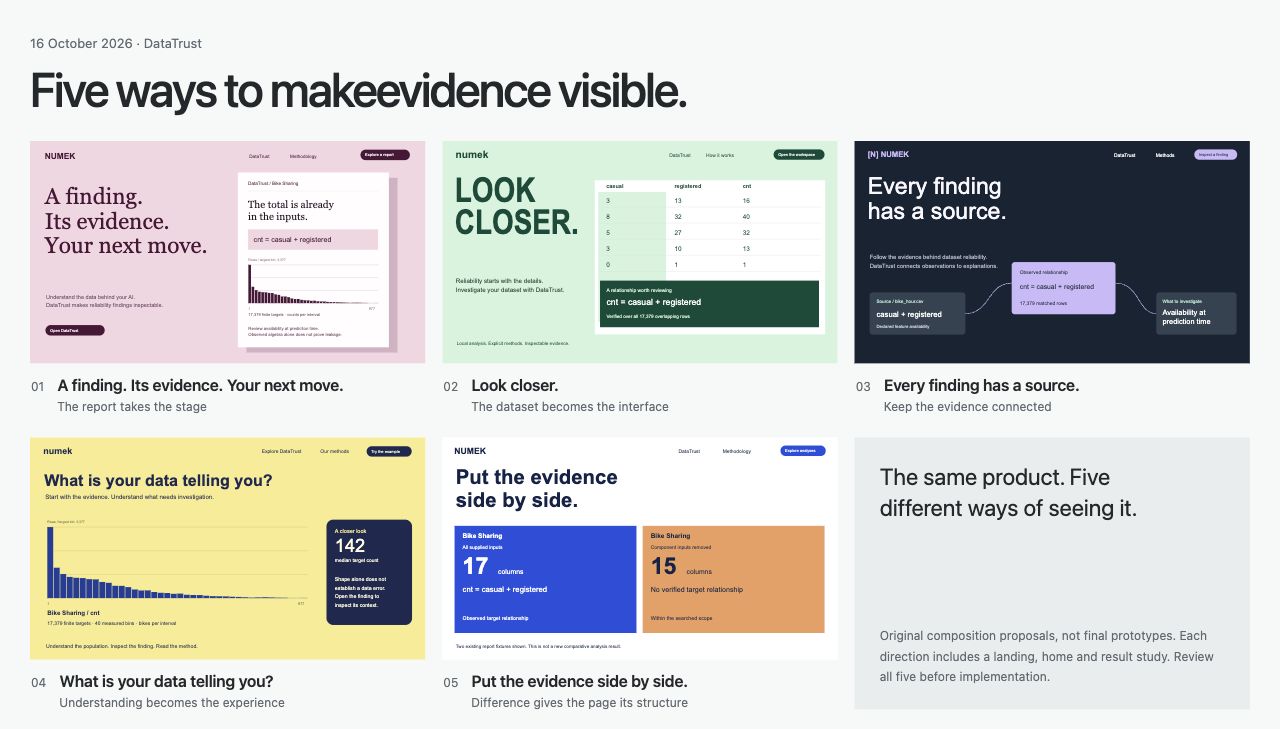 16 October 2026 · DataTrust
Five ways to makeevidence visible.
NUMEK
DataTrust
Methodology
Explore a report
A finding.
Its evidence.
Your next move.
Understand the data behind your AI.
DataTrust makes reliability findings inspectable.
Open DataTrust
DataTrust / Bike Sharing
The total is already
in the inputs.
cnt = casual + registered
1
977
17,379 finite targets · counts per interval
Review availability at prediction time.
Observed algebra alone does not prove leakage.
01 A finding. Its evidence. Your next move.
The report takes the stage
numek
DataTrust
How it works
Open the workspace
LOOK
CLOSER.
Reliability starts with the details.
Investigate your dataset with DataTrust.
casual registered cnt
3 13 16
8 32 40
5 27 32
3 10 13
0 1 1
A relationship worth reviewing
cnt = casual + registered
Verified over all 17,379 overlapping rows
Local analysis. Explicit methods. Inspectable evidence.
02 Look closer.
The dataset becomes the interface
[N] NUMEK
DataTrust
Methods
Inspect a finding
Every finding
has a source.
Follow the evidence behind dataset reliability.
DataTrust connects observations to explanations.
Source / bike_hour.csv
casual + registered
Declared feature availability
Observed relationship
cnt = casual + registered
17,379 matched rows
What to investigate
Availability at
prediction time
03 Every finding has a source.
Keep the evidence connected
numek
Explore DataTrust
Our methods
Try the example
What is your data telling you?
Start with the evidence. Understand what needs investigation.
1
977
Bike Sharing / cnt
17,379 finite targets · 40 measured bins · bikes per interval
A closer look
142
median target count
Shape alone does not
establish a data error.
Open the finding to
inspect its context.
Understand the population. Inspect the finding. Read the method.
04 What is your data telling you?
Understanding becomes the experience
NUMEK
DataTrust
Methodology
Explore analyses
Put the evidence
side by side.
Bike Sharing
All supplied inputs
17 columns
cnt = casual + registered
Observed target relationship
Bike Sharing
Component inputs removed
15 columns
No verified target relationship
Within the searched scope
Two existing report fixtures shown. This is not a new comparative analysis result.
05 Put the evidence side by side.
Difference gives the page its structure
The same product. Five
different ways of seeing it.
Original composition proposals, not final prototypes. Each
direction includes a landing, home and result study. Review
all five before implementation.